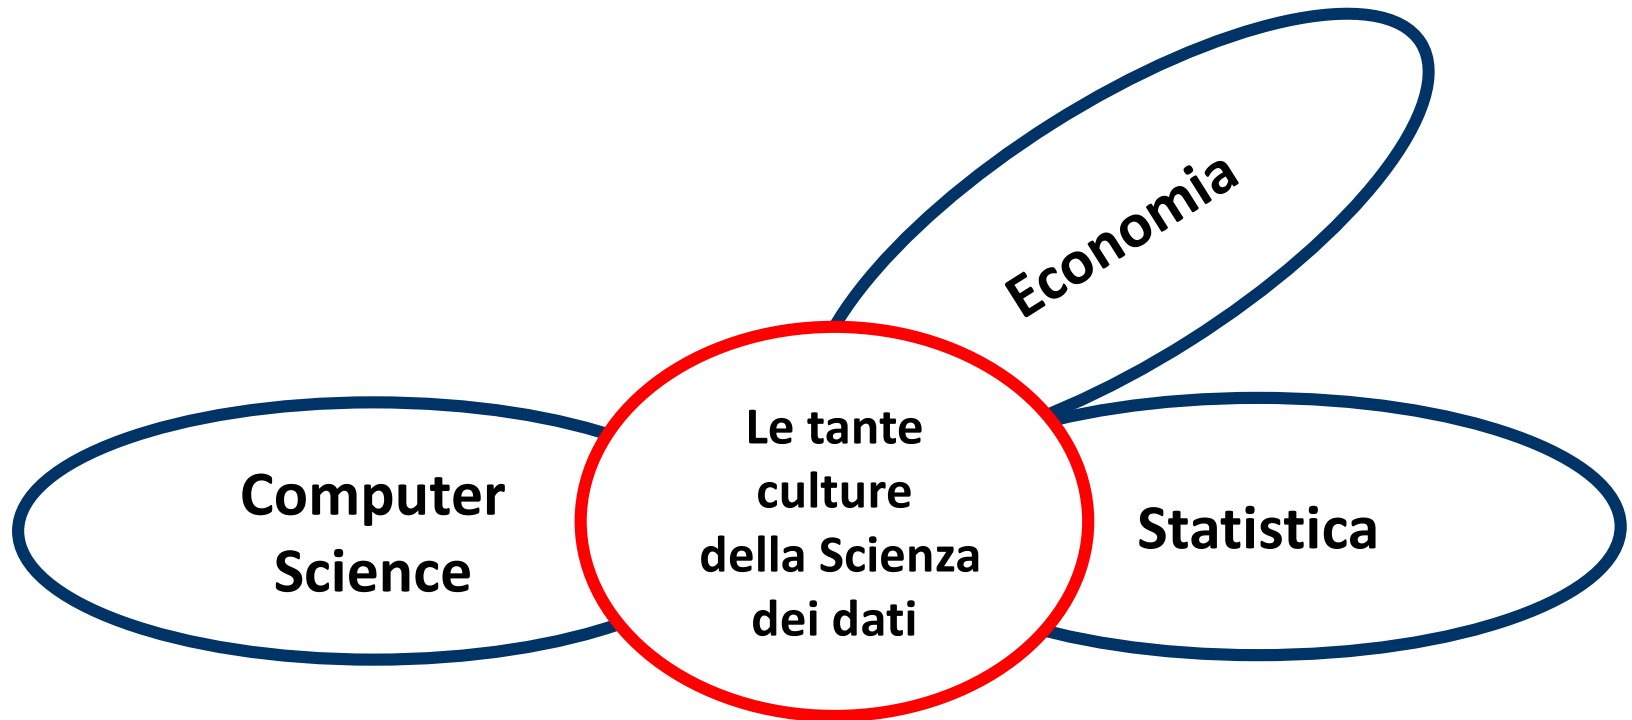 Economia
Le tante
culture
della Scienza
dei dati
Computer
Science
Statistica